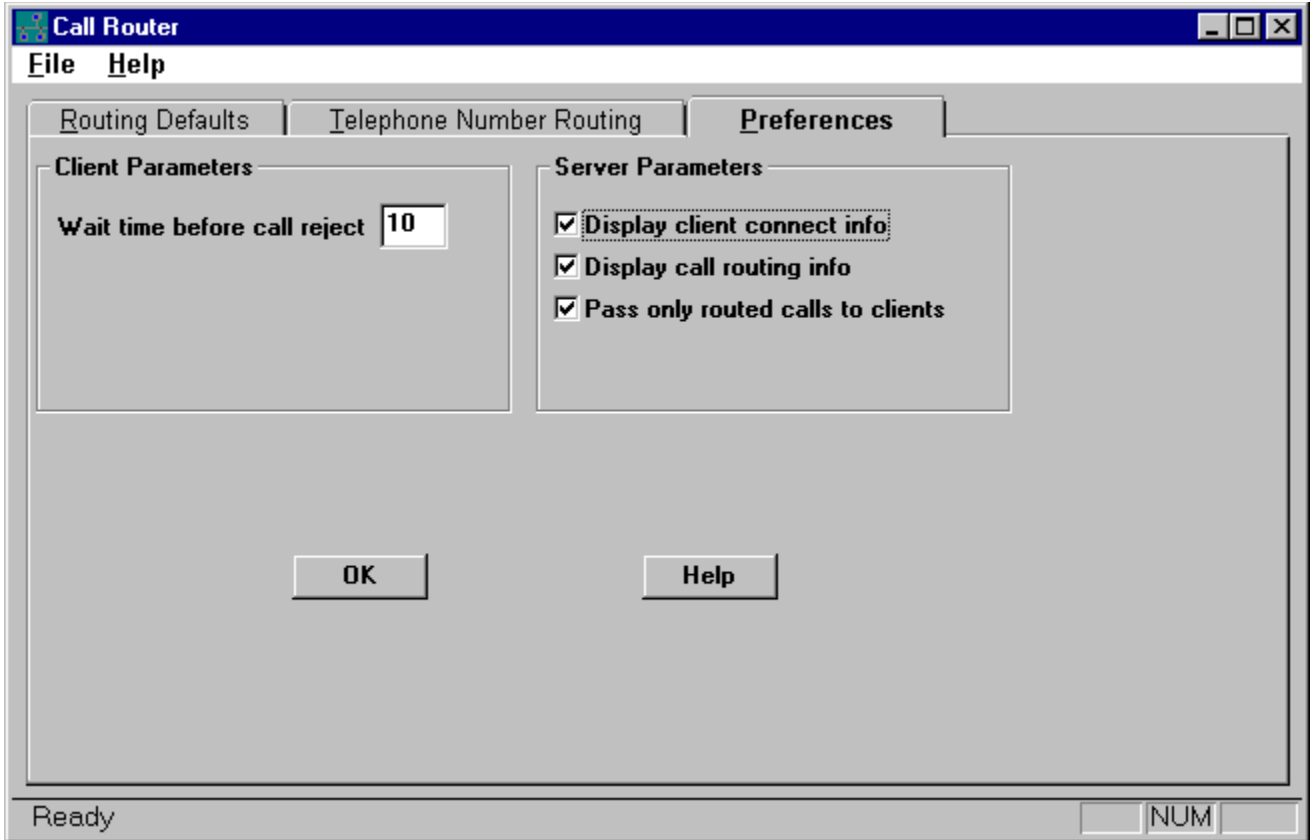 Call Router
File Help
Routing Defaults Telephone Number Routing Preferences
Client Parameters
Wait time before call reject 10
Server Parameters
Display client connect info
Display call routing info
Pass only routed calls to clients
OK Help
Ready NUM